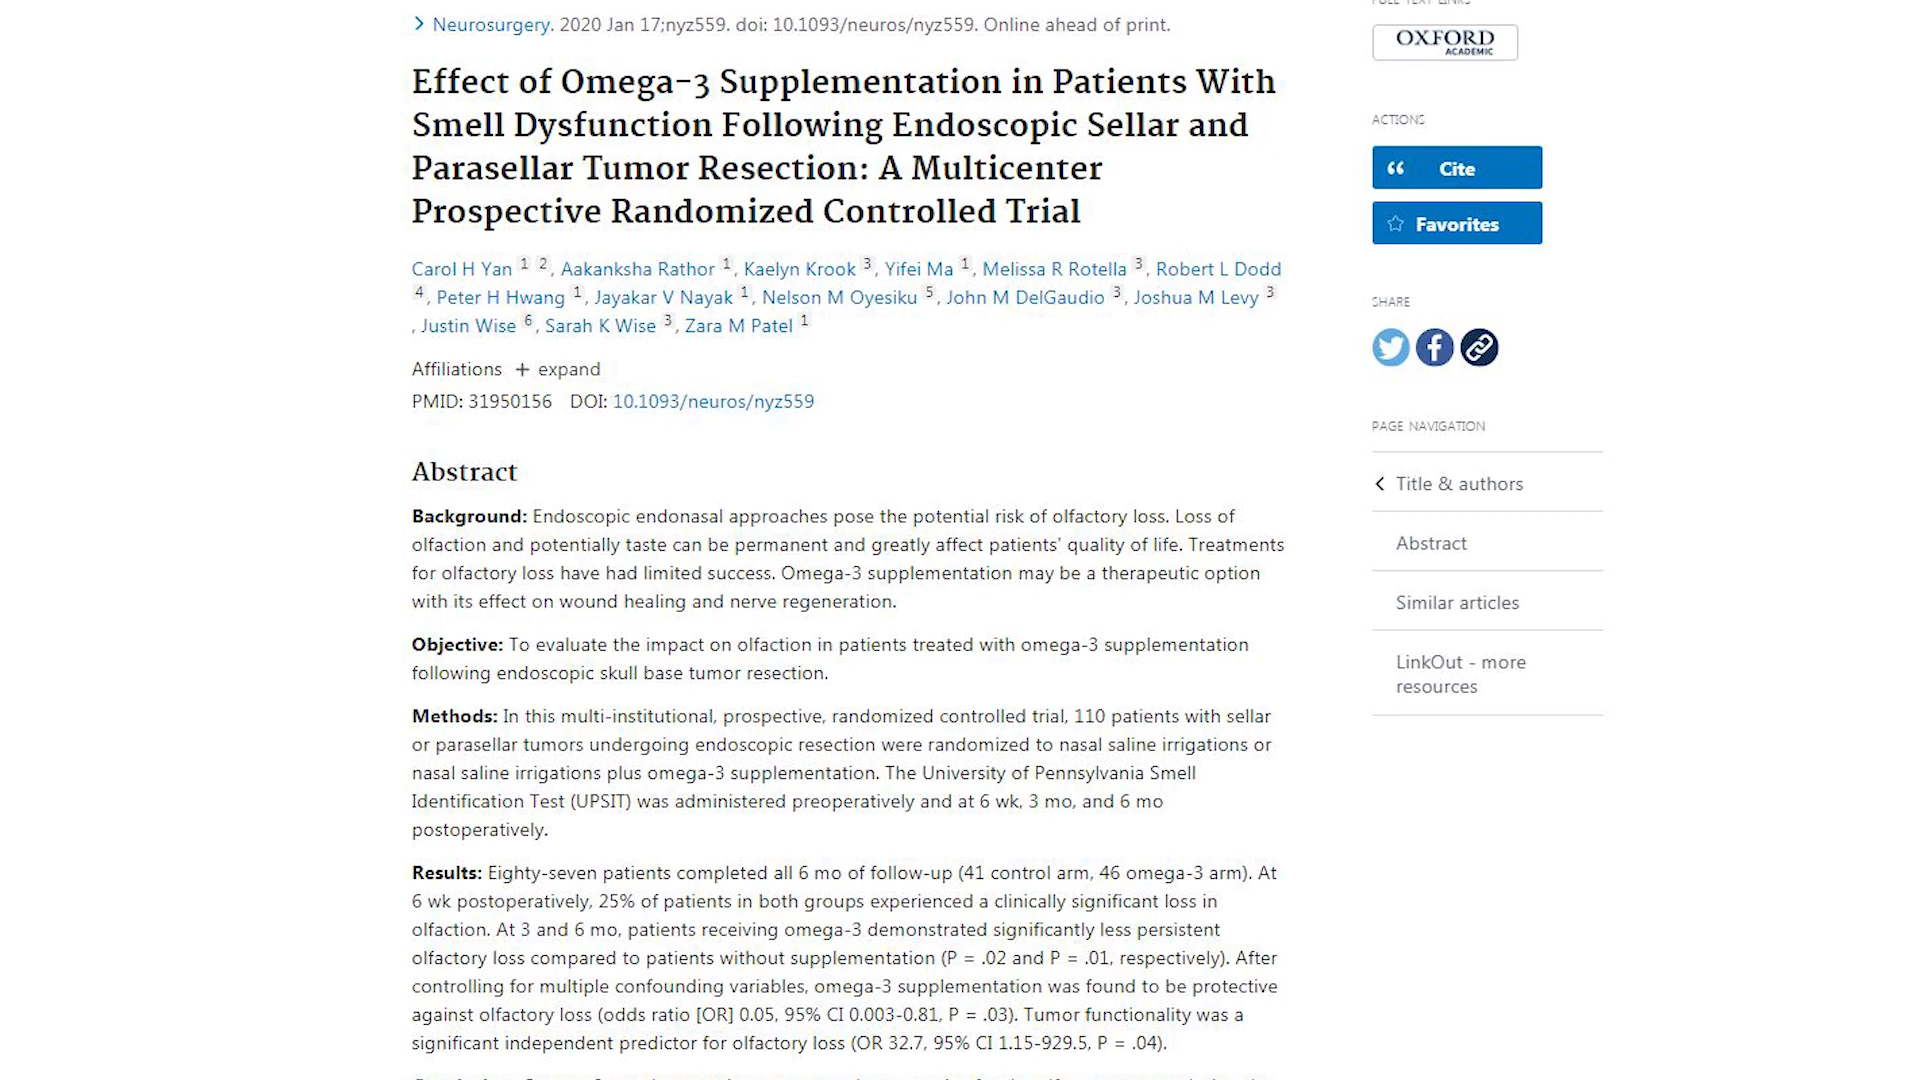 FULL TEXT LINKS
Neurosurgery. 2020 Jan 17;nyz559. doi: 10.1093/neuros/nyz559. Online ahead of print.
Effect of Omega-3 Supplementation in Patients With
Smell Dysfunction Following Endoscopic Sellar and
Parasellar Tumor Resection: A Multicenter
Prospective Randomized Controlled Trial
Carol H Yan 1 2, Aakanksha Rathor 1, Kaelyn Krook 3, Yifei Ma 1, Melissa R Rotella 3, Robert L Dodd
4, Peter H Hwang 1, Jayakar V Nayak 1, Nelson M Oyesiku 5, John M DelGaudio 3, Joshua M Levy 3
, Justin Wise 6, Sarah K Wise 3, Zara M Patel 1
Affiliations + expand
PMID: 31950156 DOI: 10.1093/neuros/nyz559
Abstract
Background: Endoscopic endonasal approaches pose the potential risk of olfactory loss. Loss of
olfaction and potentially taste can be permanent and greatly affect patients' quality of life. Treatments
for olfactory loss have had limited success. Omega-3 supplementation may be a therapeutic option
with its effect on wound healing and nerve regeneration.
Objective: To evaluate the impact on olfaction in patients treated with omega-3 supplementation
following endoscopic skull base tumor resection.
Methods: In this multi-institutional, prospective, randomized controlled trial, 110 patients with sellar
or parasellar tumors undergoing endoscopic resection were randomized to nasal saline irrigations or
nasal saline irrigations plus omega-3 supplementation. The University of Pennsylvania Smell
Identification Test (UPSIT) was administered preoperatively and at 6 wk, 3 mo, and 6 mo
postoperatively.
Results: Eighty-seven patients completed all 6 mo of follow-up (41 control arm, 46 omega-3 arm). At
6 wk postoperatively, 25% of patients in both groups experienced a clinically significant loss in
olfaction. At 3 and 6 mo, patients receiving omega-3 demonstrated significantly less persistent
olfactory loss compared to patients without supplementation (P = .02 and P = .01, respectively). After
controlling for multiple confounding variables, omega-3 supplementation was found to be protective
against olfactory loss (odds ratio [OR] 0.05, 95% CI 0.003-0.81, P = .03). Tumor functionality was a
significant independent predictor for olfactory loss (OR 32.7, 95% CI 1.15-929.5, P = .04).
OXFORD
ACADEMIC
ACTIONS
Cite
Favorites
SHARE
PAGE NAVIGATION
Title & authors
Abstract
Similar articles
LinkOut - more
resources